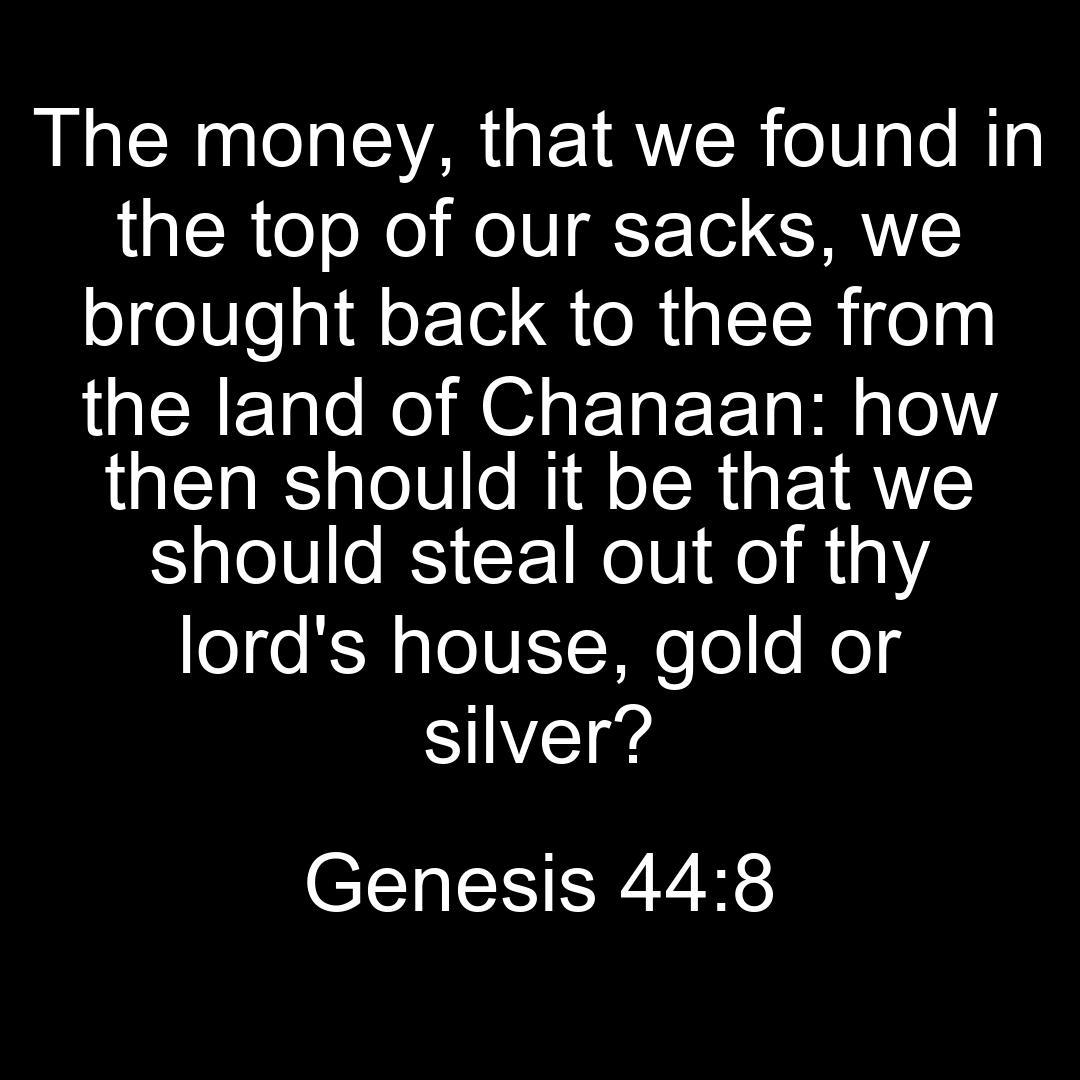 The money, that we found in
the top of our sacks, we
brought back to thee from
the land of Chanaan: how
then should it be that we
should steal out of thy
lord's house, gold or
silver?
Genesis 44:8